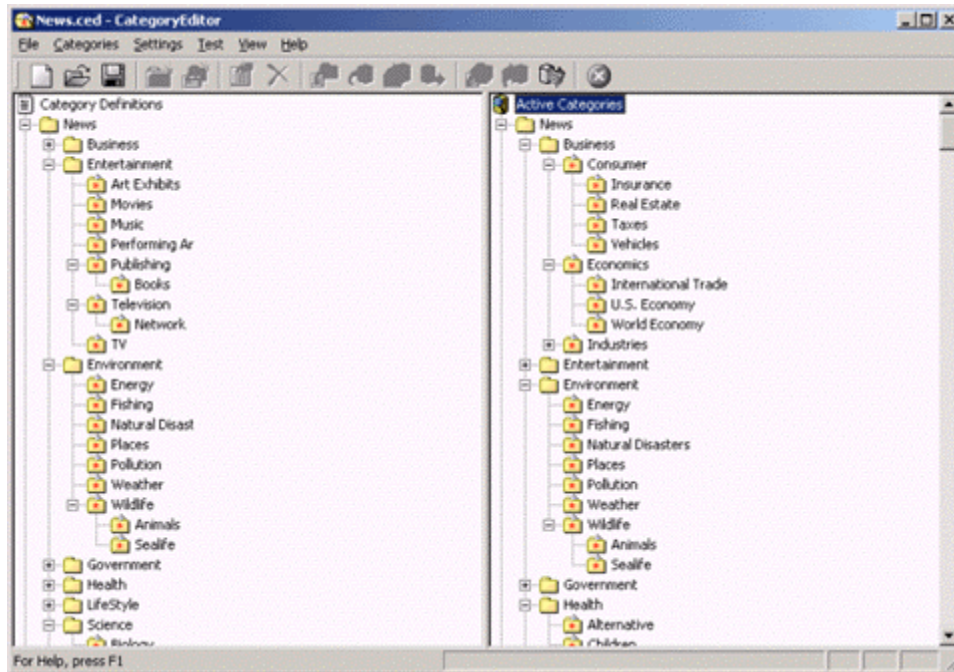 News.ced - CategoryEditor
File Categories Settings Test View Help
Category Definitions
News
Business
Entertainment
Art Exhibits
Movies
Music
Performing Ar
Publishing
Books
Television
Network
TV
Environment
Energy
Fishing
Natural Disast
Places
Pollution
Weather
Wildlife
Animals
Sealife
Government
Health
LifeStyle
Science
Biology
Active Categories
News
Business
Consumer
Insurance
Real Estate
Taxes
Vehicles
Economics
International Trade
U.S. Economy
World Economy
Industries
Entertainment
Environment
Energy
Fishing
Natural Disasters
Places
Pollution
Weather
Wildlife
Animals
Sealife
Government
Health
Alternative
Children
For Help, press F1